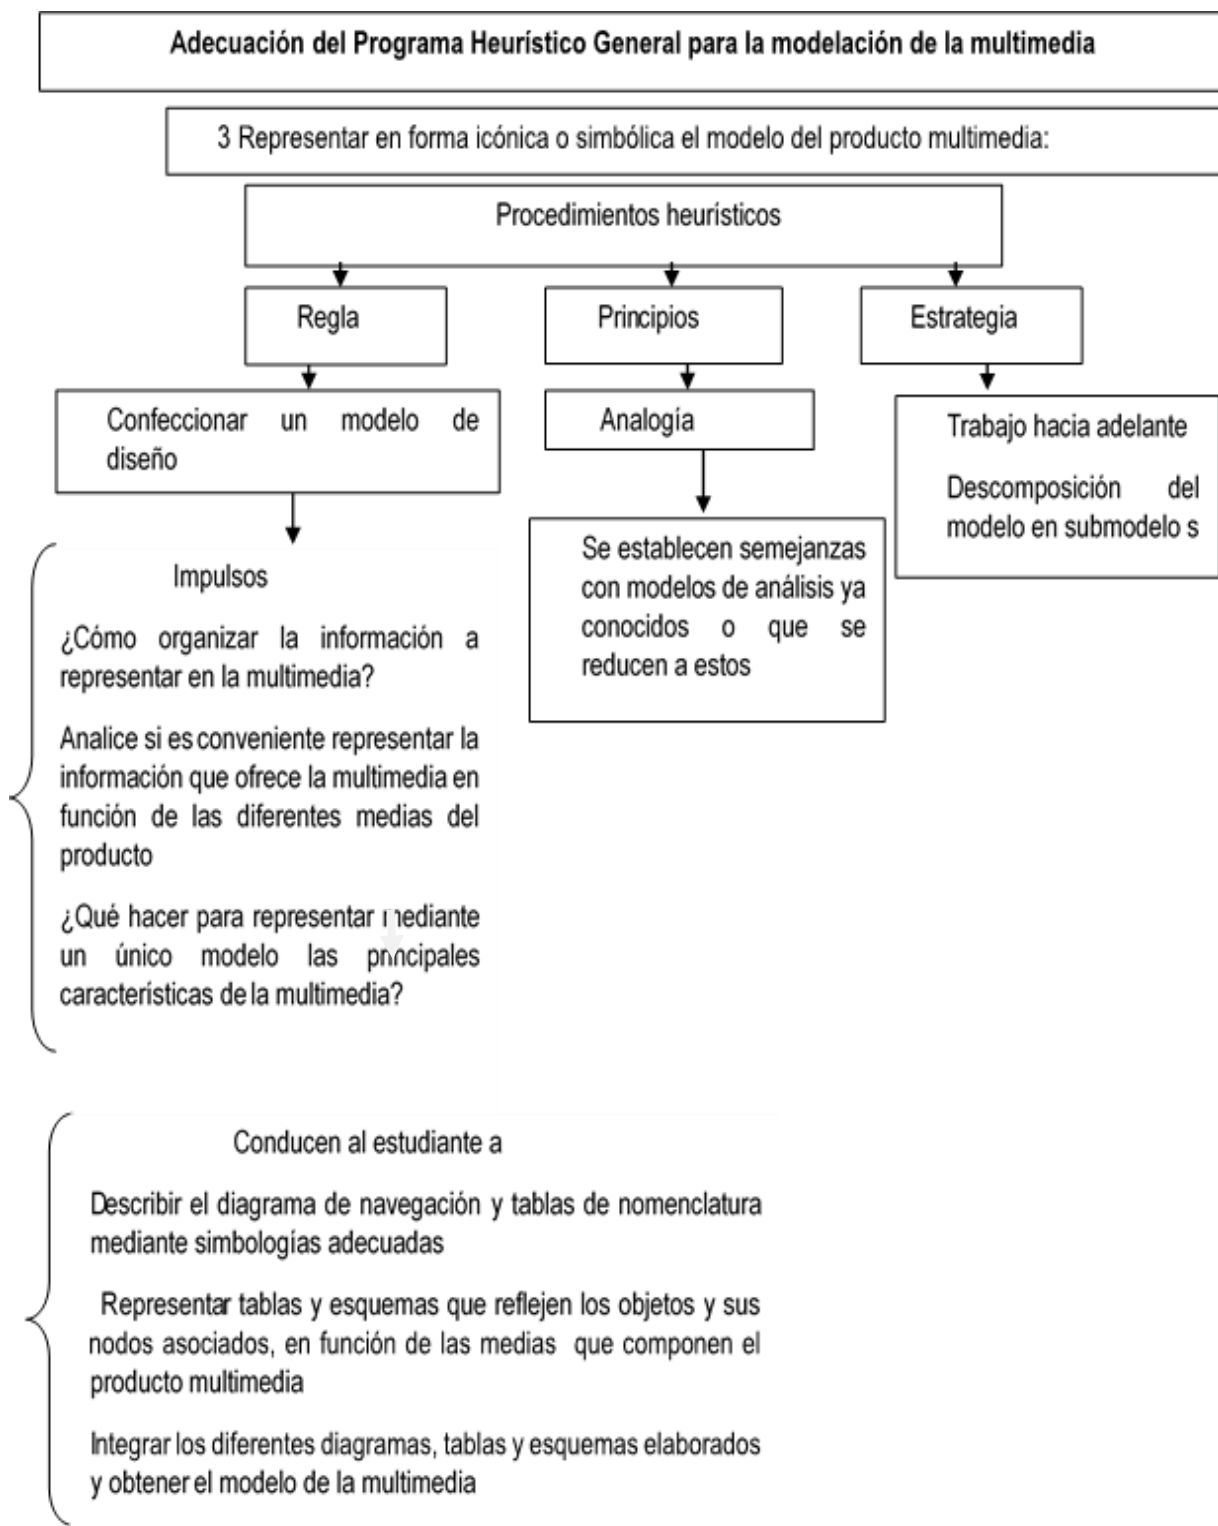 Adecuación del Programa Heurístico General para la modelación de la multimedia
3 Representar en forma icónica o simbólica el modelo del producto multimedia:
Procedimientos heurísticos
Regla
Principios
Estrategia
Confeccionar un modelo de
diseño
Analogía
Trabajo hacia adelante
Descomposición del
modelo en submodelo s
Se establecen semejanzas
con modelos de análisis ya
conocidos o que se
reducen a estos
Impulsos
¿Cómo organizar la información a
representar en la multimedia?
Analice si es conveniente representar la
información que ofrece la multimedia en
función de las diferentes medias del
producto
¿Qué hacer para representar mediante
un único modelo las principales
características de la multimedia?
Conducen al estudiante a
Describir el diagrama de navegación y tablas de nomenclatura
mediante simbologías adecuadas
Representar tablas y esquemas que reflejen los objetos y sus
nodos asociados, en función de las medias que componen el
producto multimedia
Integrar los diferentes diagramas, tablas y esquemas elaborados
y obtener el modelo de la multimedia